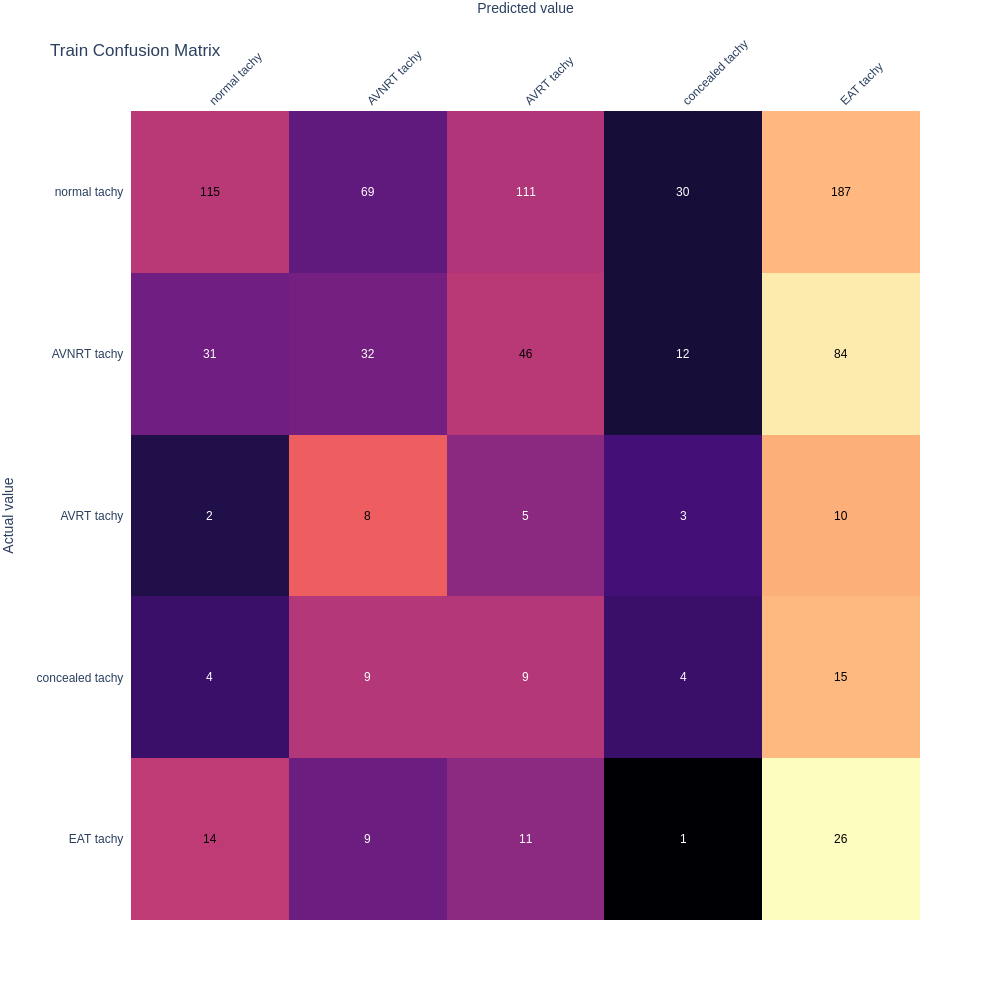 Predicted value
Train Confusion Matrix
normal tachy
AVNRT tachy
AVRT tachy
concealed tachy
EAT tachy
normal tachy 115 69 111 30 187
AVNRT tachy 31 32 46 12 84
Actual value
AVRT tachy 2 8 5 3 10
concealed tachy 4 9 9 4 15
EAT tachy 14 9 11 1 26